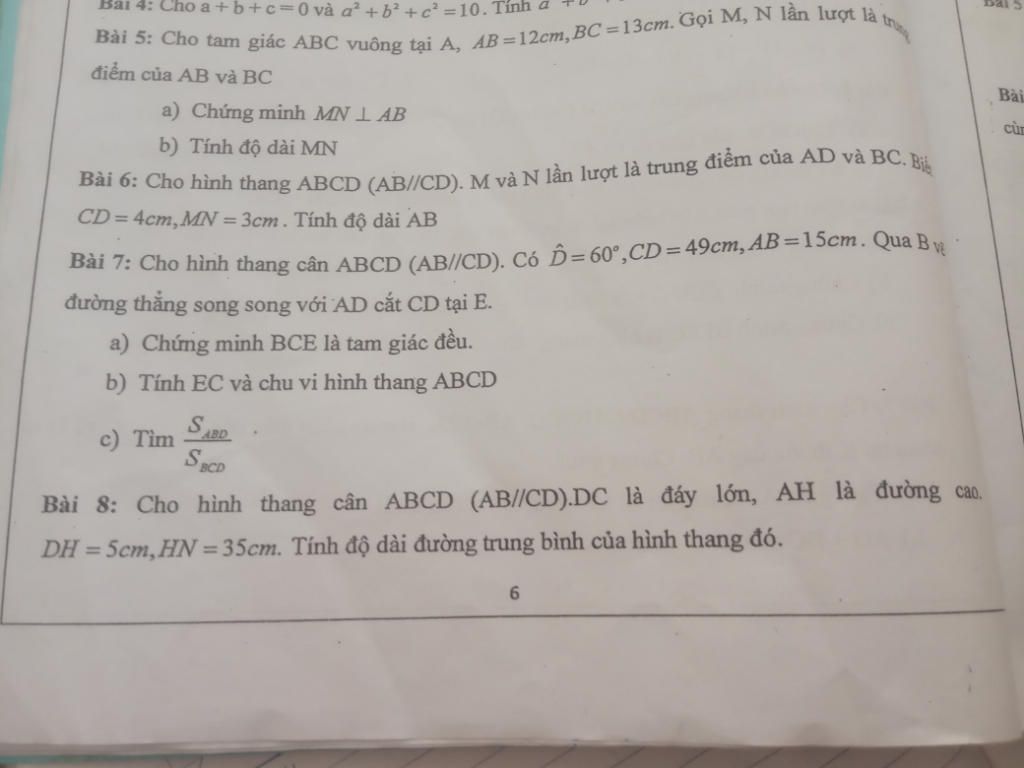 Bài 4: Cho a + b + c = 0 và a² + b² + c² = 10. Tính
Bài 5: Cho tam giác ABC vuông tại A, AB = 12cm, BC = 13cm. Gọi M, N lần lượt là trung
điểm của AB và BC
a) Chứng minh MN ⊥ AB
b) Tính độ dài MN
Bài 6: Cho hình thang ABCD (AB//CD). M và N lần lượt là trung điểm của AD và BC. Biết
CD = 4cm, MN = 3cm. Tính độ dài AB
Bài 7: Cho hình thang cân ABCD (AB//CD). Có D̂ = 60°, CD = 49cm, AB = 15cm. Qua B vẽ
đường thẳng song song với AD cắt CD tại E.
a) Chứng minh BCE là tam giác đều.
b) Tính EC và chu vi hình thang ABCD
c) Tìm S_ABD / S_BCD
Bài 8: Cho hình thang cân ABCD (AB//CD).DC là đáy lớn, AH là đường cao.
DH = 5cm, HN = 35cm. Tính độ dài đường trung bình của hình thang đó.
6
Bài 5
Bài